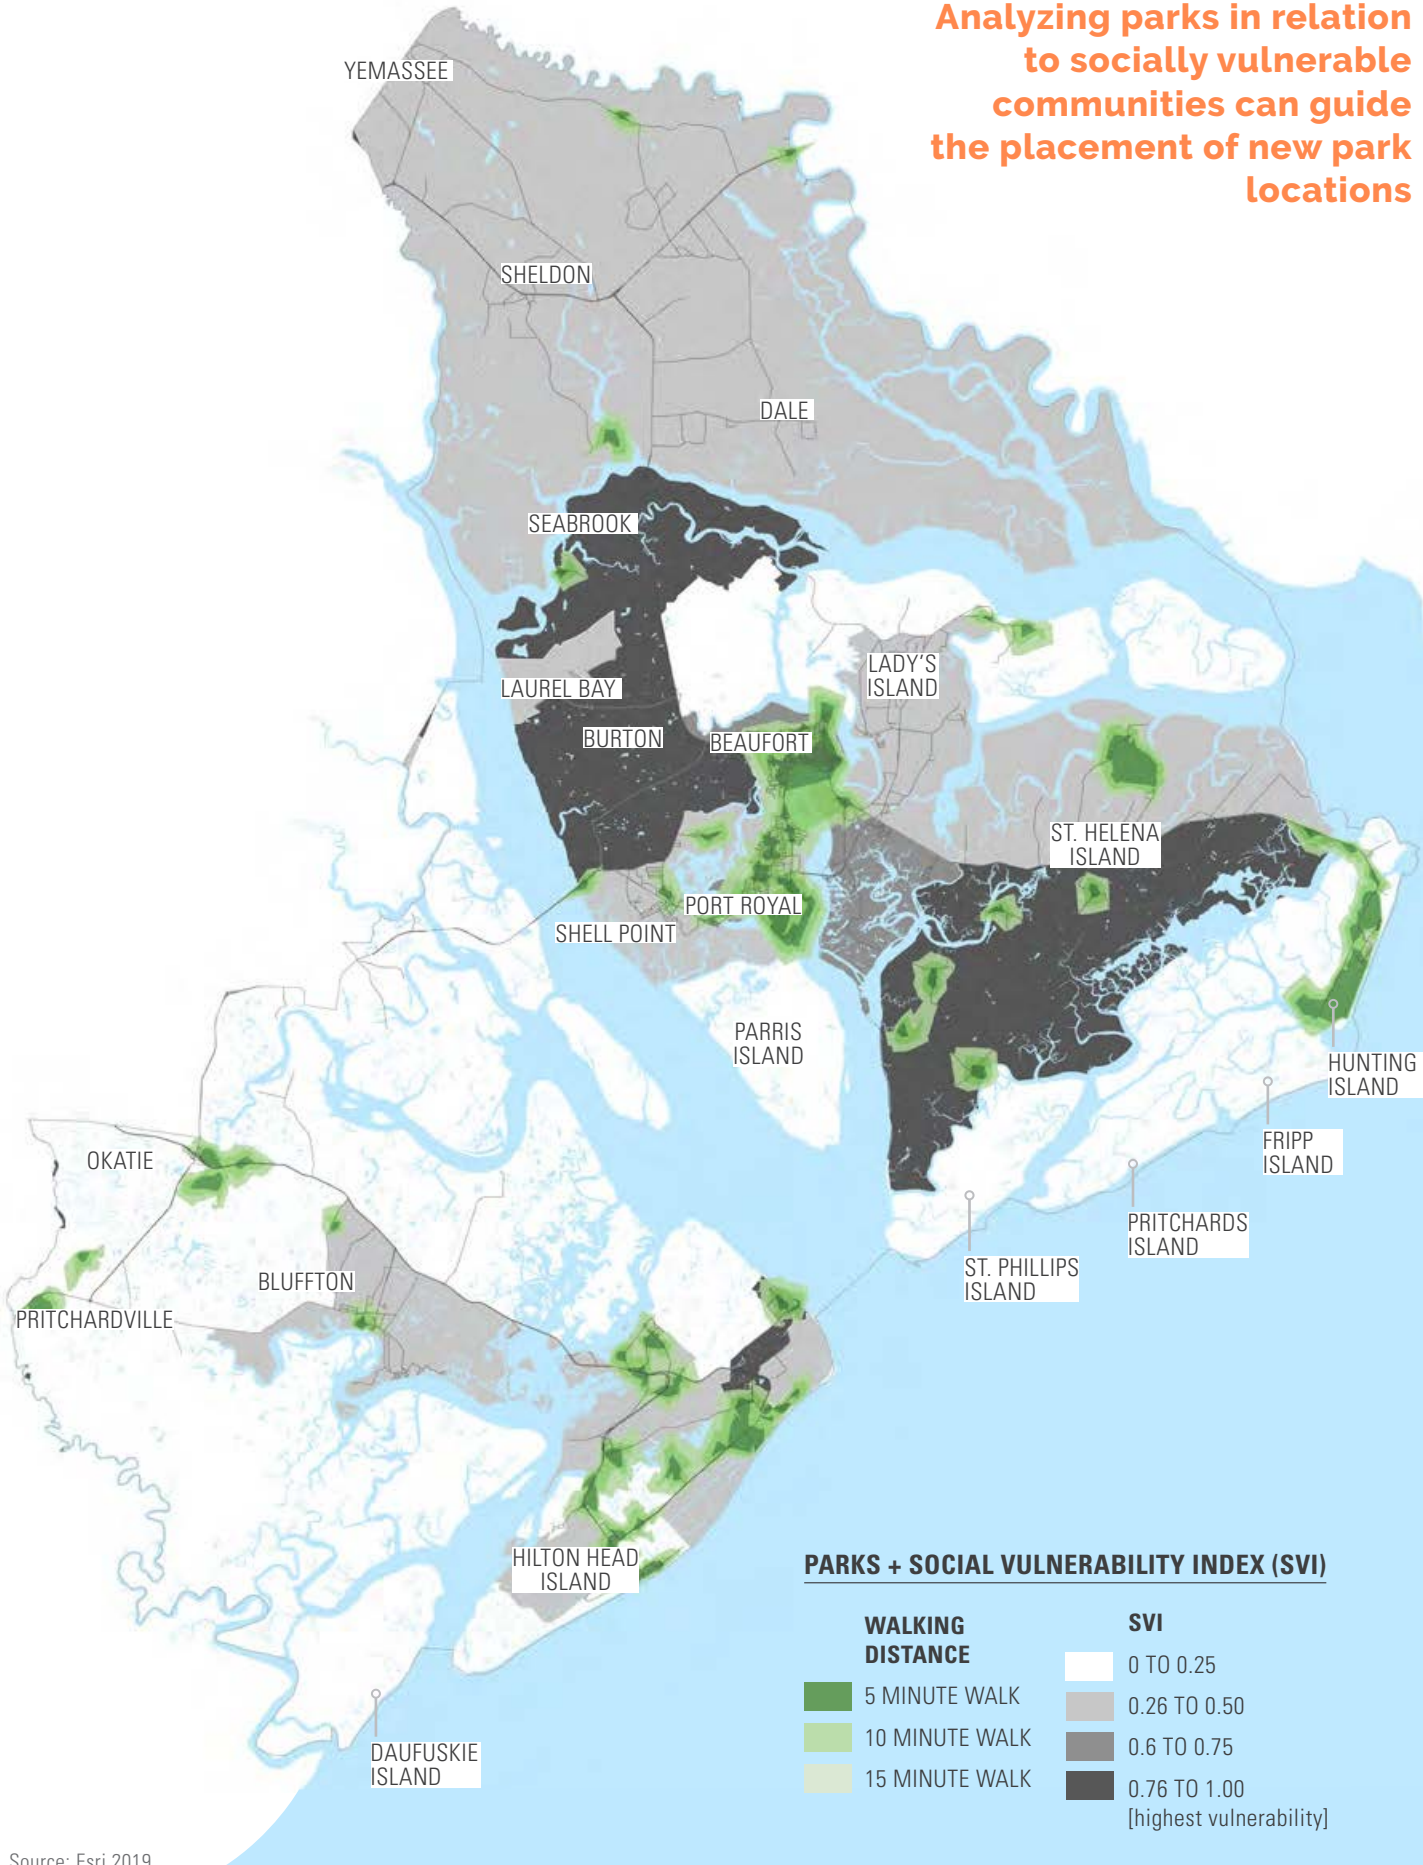 Analyzing parks in relation
to socially vulnerable
communities can guide
the placement of new park
locations
YEMASSEE
SHELDON
DALE
SEABROOK
LADY'S
ISLAND
LAUREL BAY
BURTON
BEAUFORT
ST. HELENA
ISLAND
PORT ROYAL
SHELL POINT
PARRIS
ISLAND
HUNTING
ISLAND
FRIPP
ISLAND
OKATIE
PRITCHARDS
ISLAND
ST. PHILLIPS
ISLAND
BLUFFTON
PRITCHARDVILLE
HILTON HEAD
ISLAND
DAUFUSKIE
ISLAND
PARKS + SOCIAL VULNERABILITY INDEX (SVI)
WALKING
DISTANCE
5 MINUTE WALK
10 MINUTE WALK
15 MINUTE WALK
SVI
0 TO 0.25
0.26 TO 0.50
0.6 TO 0.75
0.76 TO 1.00
[highest vulnerability]
Source: Esri 2019